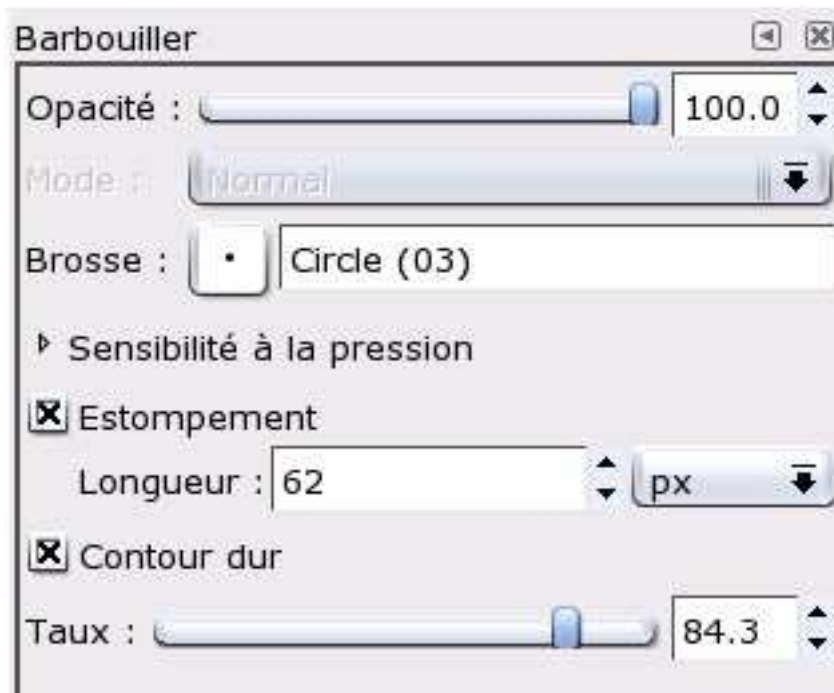 Barbouiller
Opacité : 100.0
Mode : Normal
Brosse : Circle (03)
Sensibilité à la pression
Estompement
Longueur : 62 px
Contour dur
Taux : 84.3